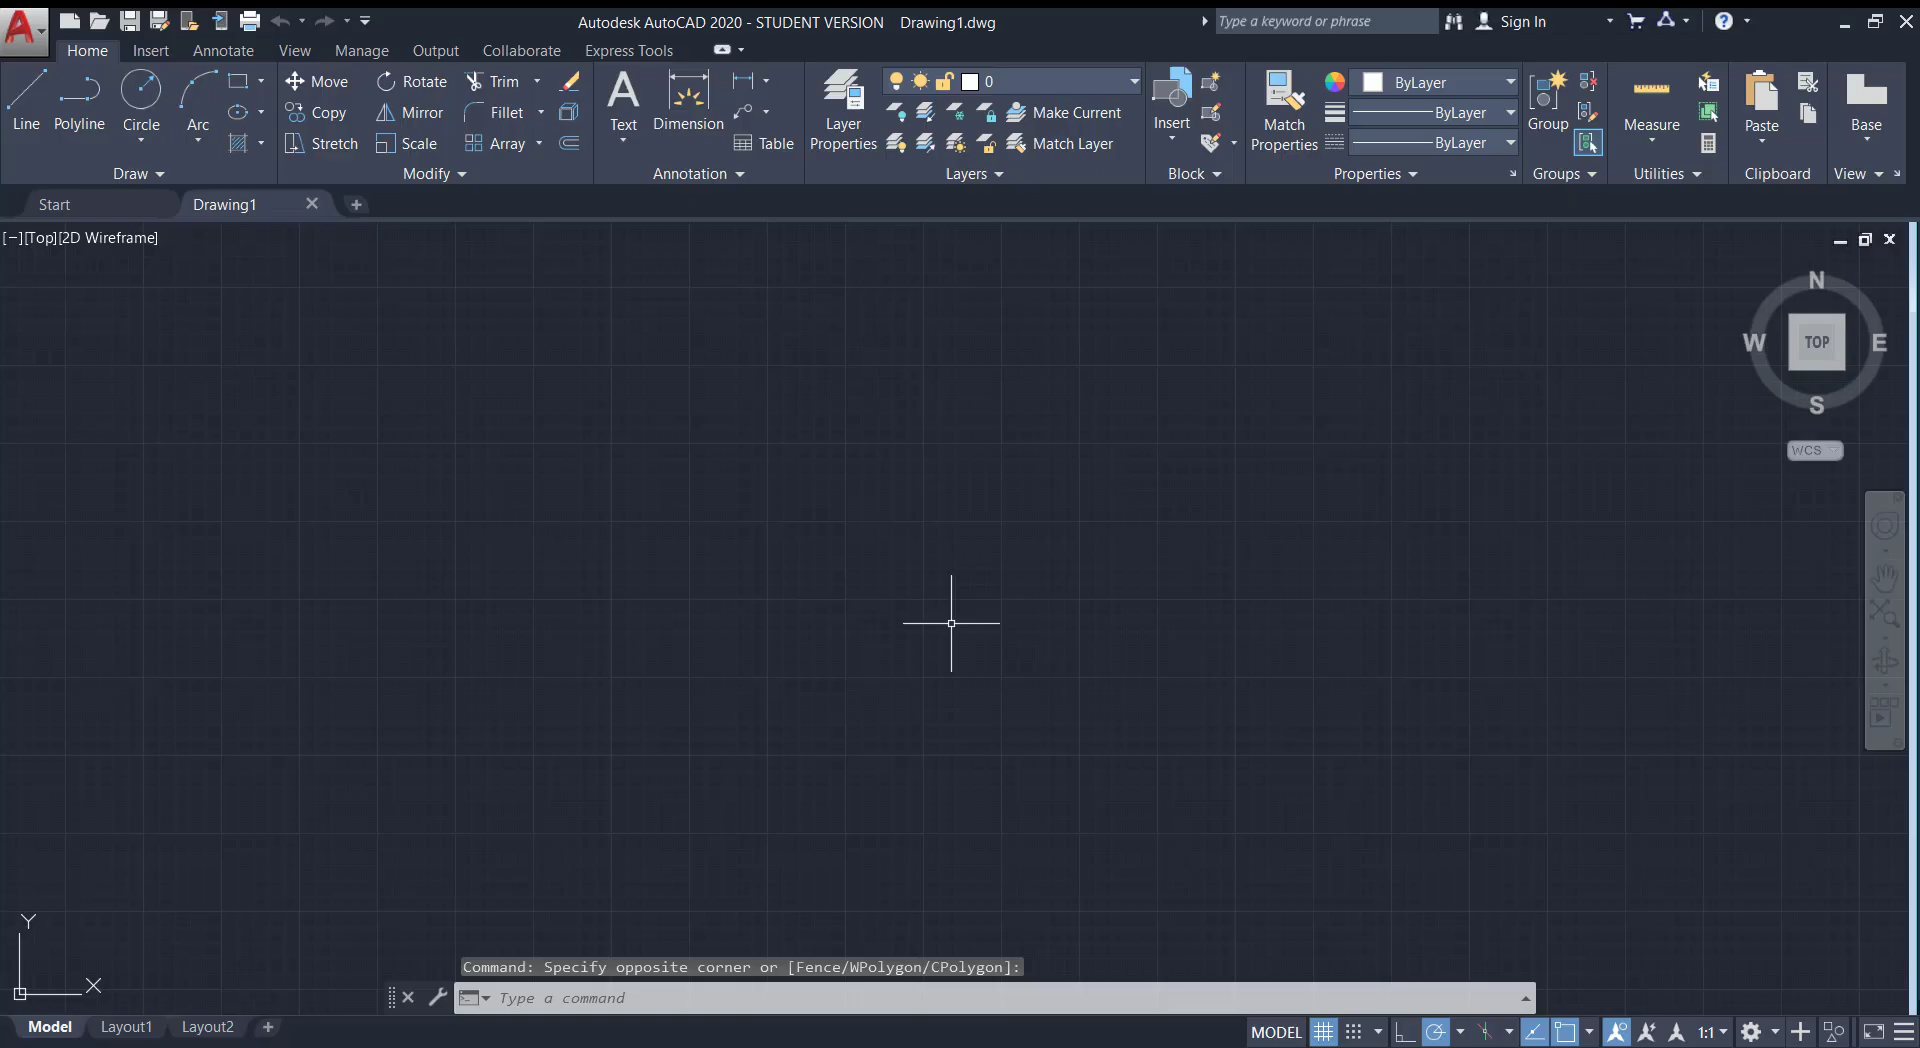 Autodesk AutoCAD 2020 - STUDENT VERSION Drawing1.dwg
Type a keyword or phrase
Sign In
Home Insert Annotate View Manage Output Collaborate Express Tools
Line Polyline Circle Arc
Move Rotate Trim
Copy Mirror Fillet
Stretch Scale Array
Text Dimension Table
Layer Properties
0
Make Current
Match Layer
Insert
Match Properties
ByLayer
ByLayer
ByLayer
Group
Measure
Paste
Base
Draw Modify Annotation Layers Block Properties Groups Utilities Clipboard View
Start Drawing1
[−][Top][2D Wireframe]
N
W TOP E
S
WCS
Y
X
Command: Specify opposite corner or [Fence/WPolygon/CPolygon]:
Type a command
Model Layout1 Layout2
MODEL 1:1